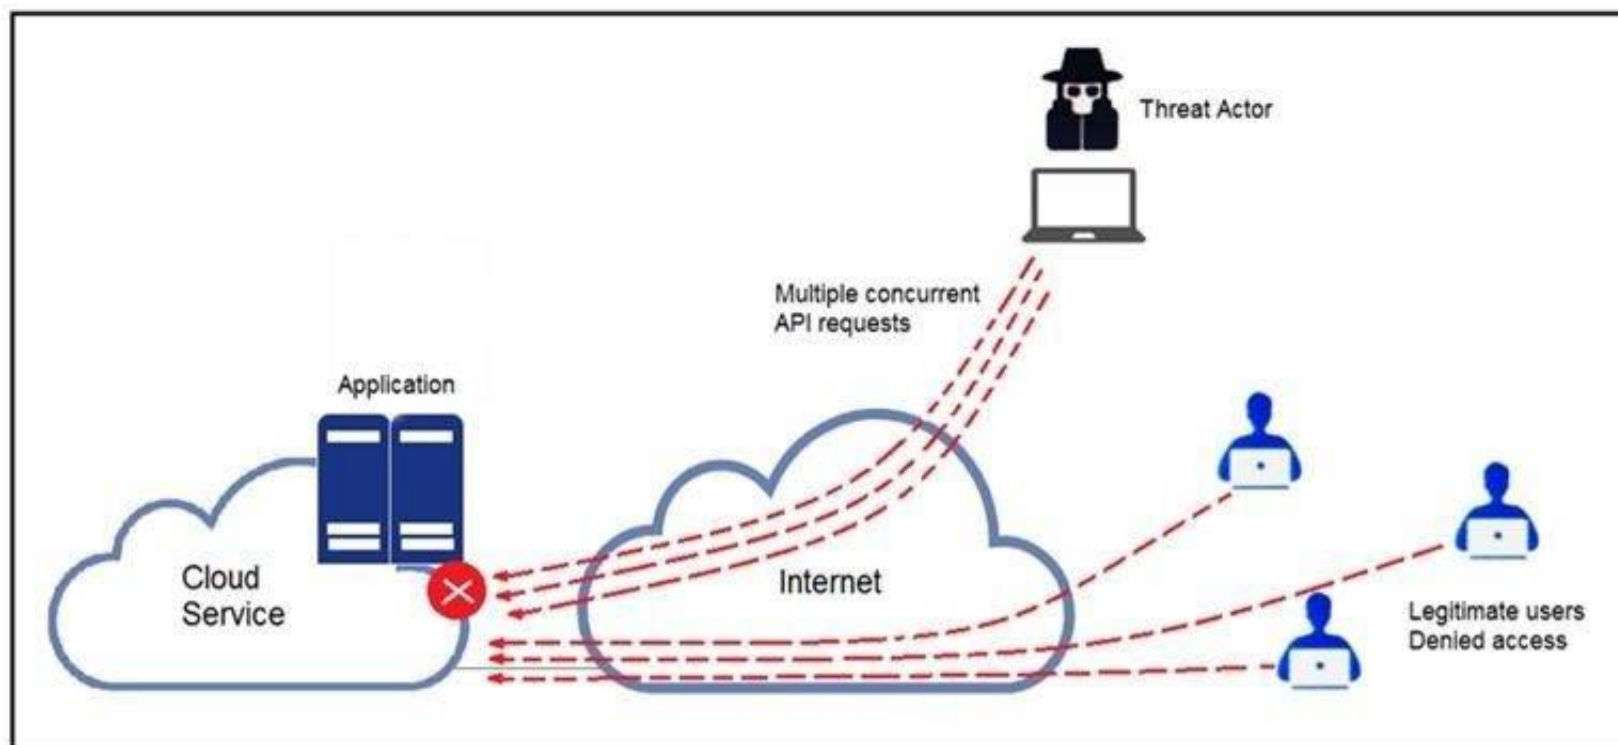 Threat Actor
Multiple concurrent
API requests
Application
Cloud
Service
Internet
Legitimate users
Denied access